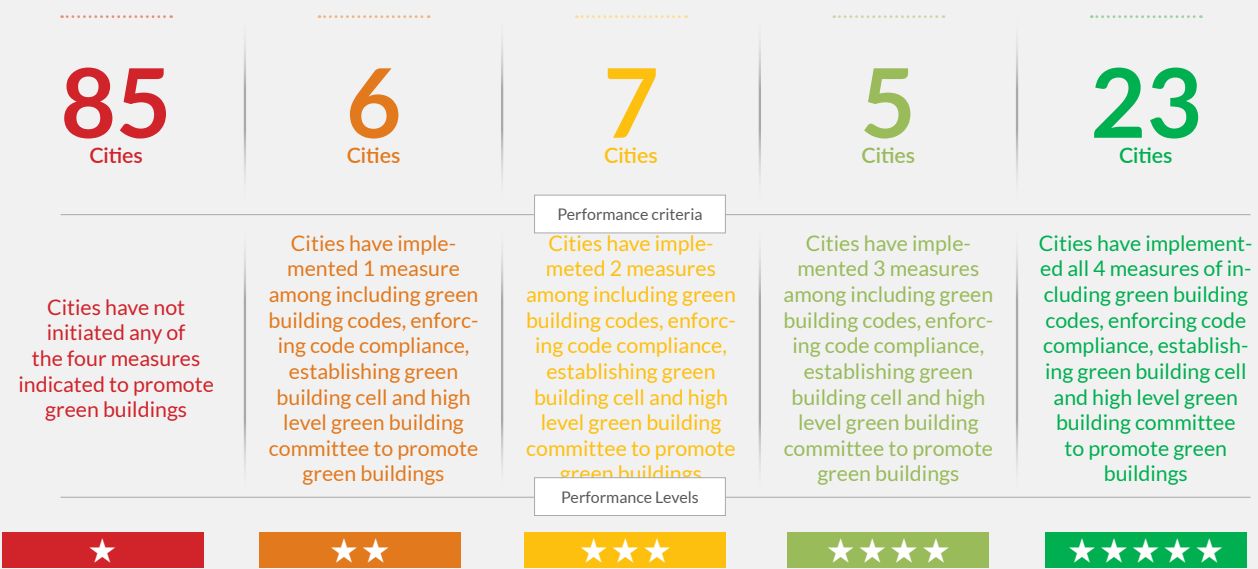 85
Cities
6
Cities
7
Cities
5
Cities
23
Cities
Performance criteria
Cities have not
initiated any of
the four measures
indicated to promote
green buildings
Cities have imple-
mented 1 measure
among including green
building codes, enforc-
ing code compliance,
establishing green
building cell and high
level green building
committee to promote
green buildings
Cities have imple-
meted 2 measures
among including green
building codes, enforc-
ing code compliance,
establishing green
building cell and high
level green building
committee to promote
green buildings
Cities have imple-
mented 3 measures
among including green
building codes, enforc-
ing code compliance,
establishing green
building cell and high
level green building
committee to promote
green buildings
Cities have implement-
ed all 4 measures of in-
cluding green building
codes, enforcing code
compliance, establish-
ing green building cell
and high level green
building committee
to promote green
buildings
Performance Levels